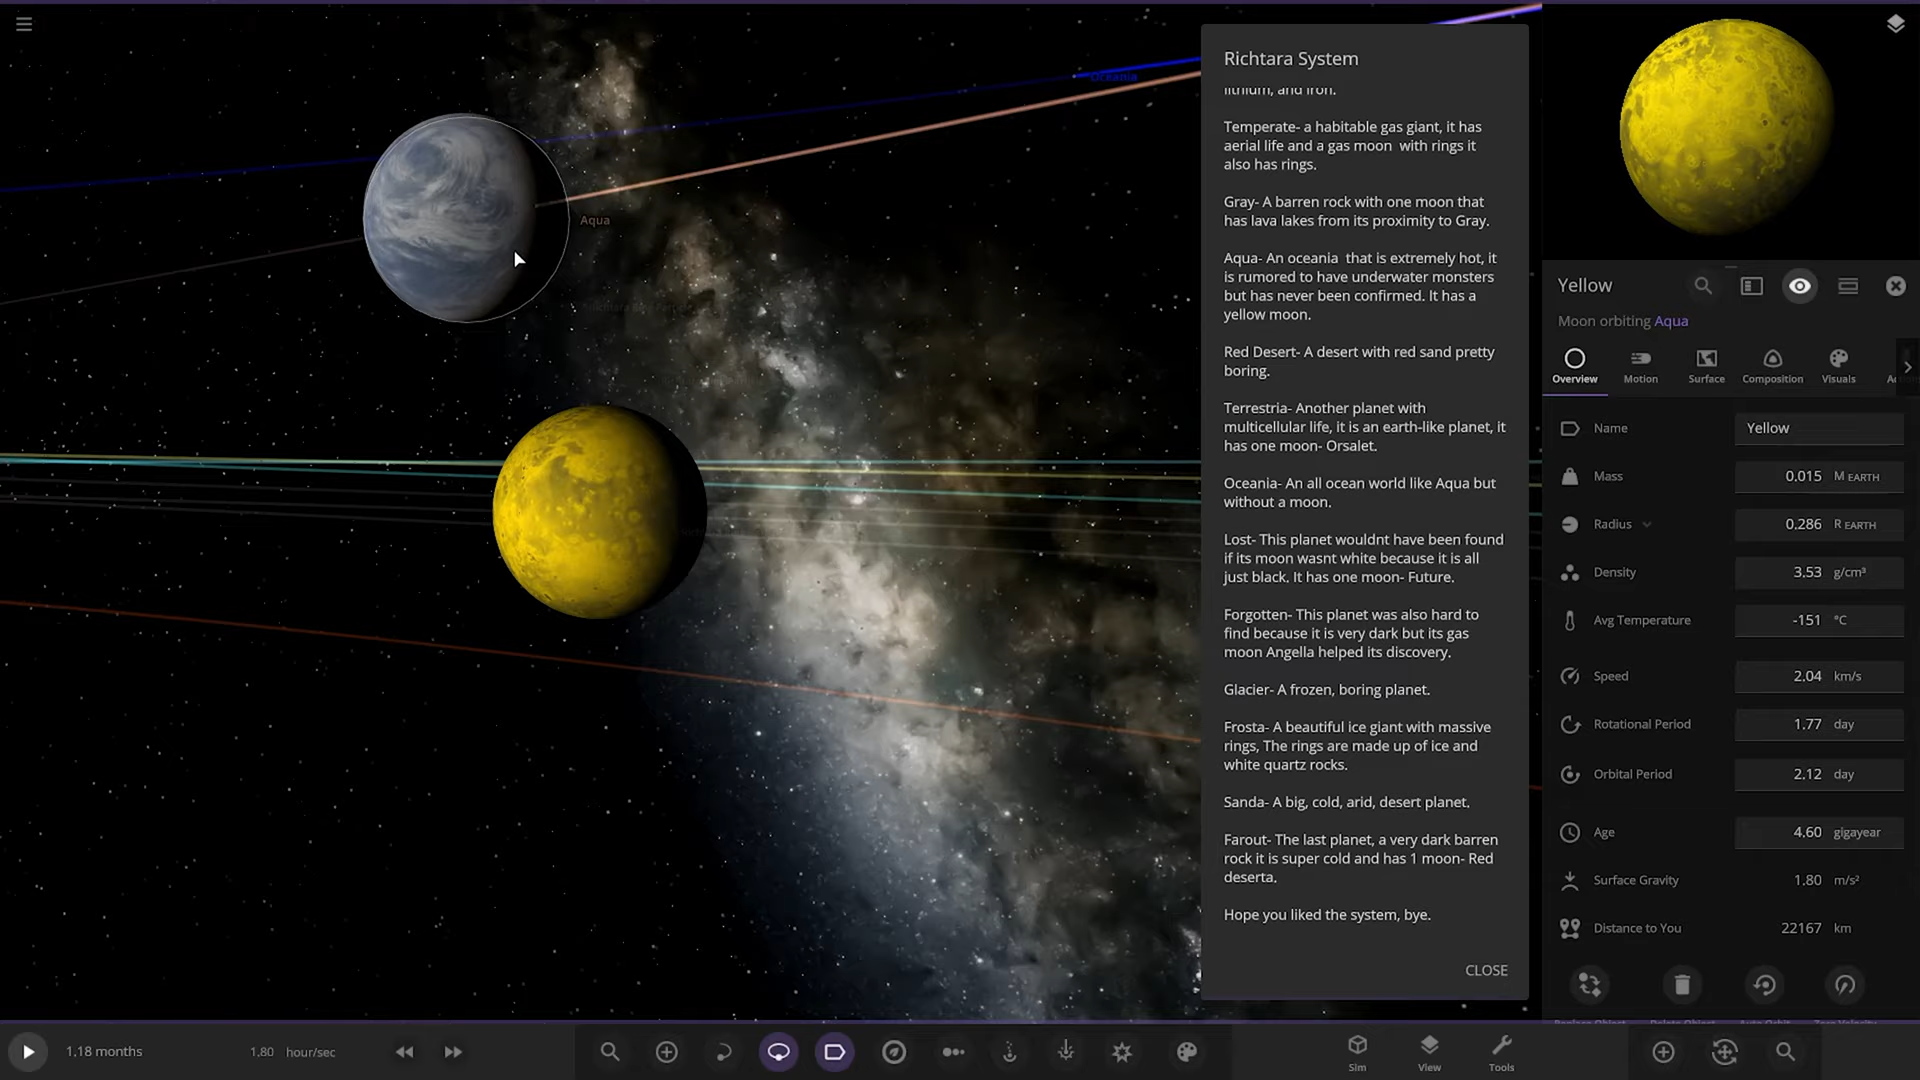 Oceania
Aqua
Richtara System
lithium, and iron.
Temperate- a habitable gas giant, it has
aerial life and a gas moon  with rings it
also has rings.
Gray- A barren rock with one moon that
has lava lakes from its proximity to Gray.
Aqua- An oceania  that is extremely hot, it
is rumored to have underwater monsters
but has never been confirmed. It has a
yellow moon.
Red Desert- A desert with red sand pretty
boring.
Terrestria- Another planet with
multicellular life, it is an earth-like planet, it
has one moon- Orsalet.
Oceania- An all ocean world like Aqua but
without a moon.
Lost- This planet wouldnt have been found
if its moon wasnt white because it is all
just black. It has one moon- Future.
Forgotten- This planet was also hard to
find because it is very dark but its gas
moon Angella helped its discovery.
Glacier- A frozen, boring planet.
Frosta- A beautiful ice giant with massive
rings, The rings are made up of ice and
white quartz rocks.
Sanda- A big, cold, arid, desert planet.
Farout- The last planet, a very dark barren
rock it is super cold and has 1 moon- Red
deserta.
Hope you liked the system, bye.
CLOSE
Yellow
Moon orbiting Aqua
Overview Motion Surface Composition Visuals
Name Yellow
Mass 0.015 M EARTH
Radius 0.286 R EARTH
Density 3.53 g/cm³
Avg Temperature -151 °C
Speed 2.04 km/s
Rotational Period 1.77 day
Orbital Period 2.12 day
Age 4.60 gigayear
Surface Gravity 1.80 m/s²
Distance to You 22167 km
1.18 months 1.80 hour/sec
Sim View Tools